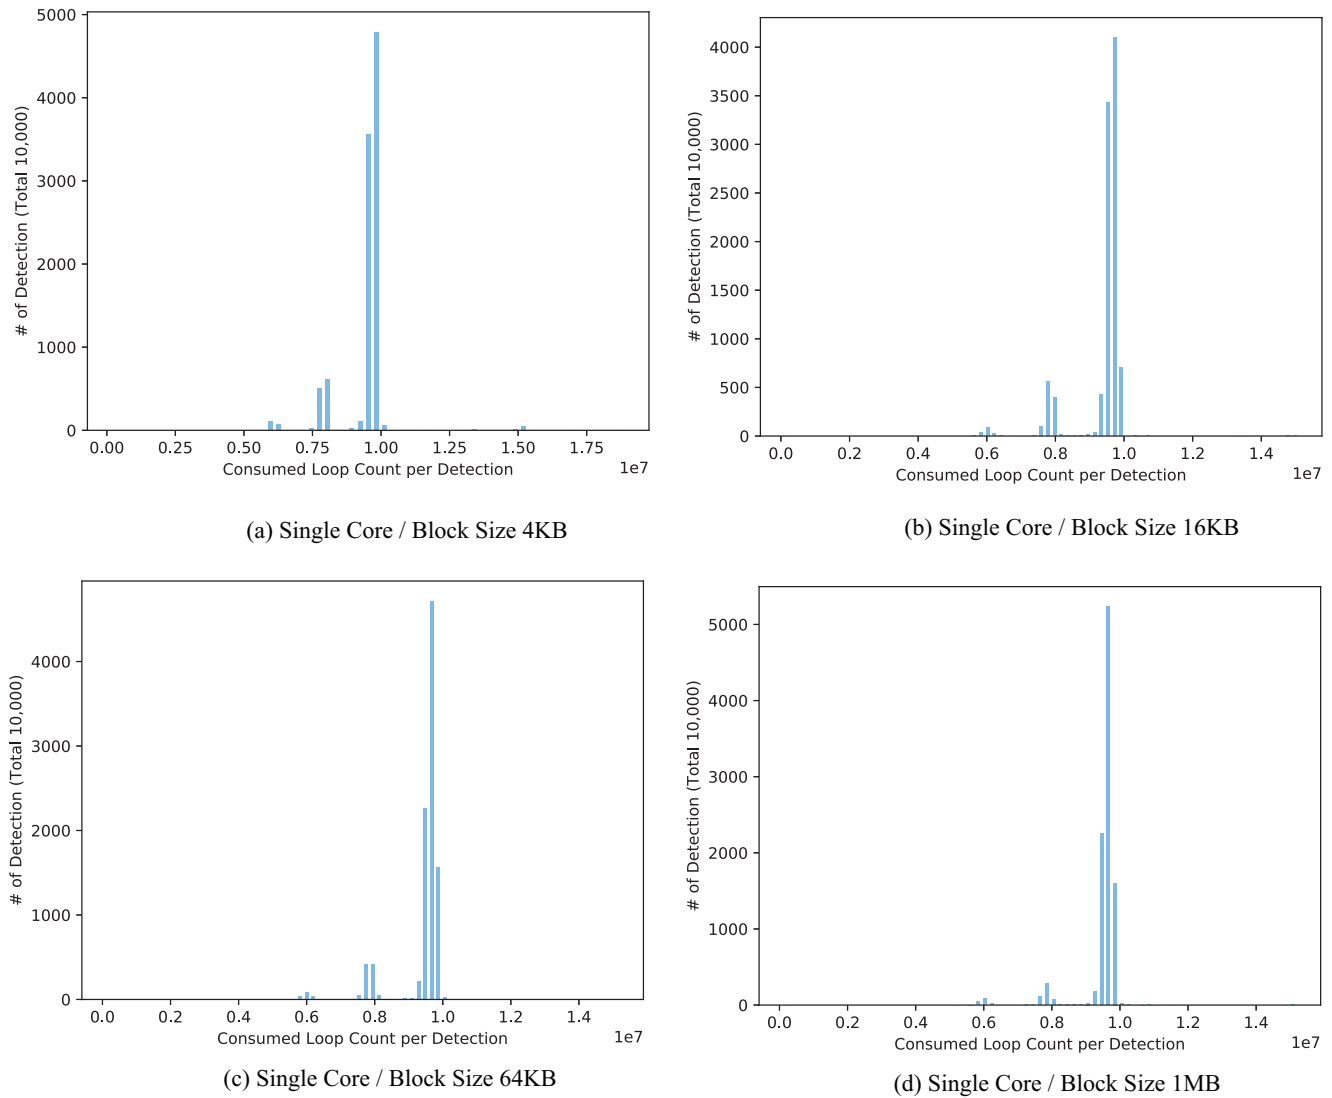 5000
4000
3000
2000
1000
0
# of Detection (Total 10,000)
0.00 0.25 0.50 0.75 1.00 1.25 1.50 1.75
Consumed Loop Count per Detection
1e7
(a) Single Core / Block Size 4KB
4000
3500
3000
2500
2000
1500
1000
500
0
# of Detection (Total 10,000)
0.0 0.2 0.4 0.6 0.8 1.0 1.2 1.4
Consumed Loop Count per Detection
1e7
(b) Single Core / Block Size 16KB
4000
3000
2000
1000
0
# of Detection (Total 10,000)
0.0 0.2 0.4 0.6 0.8 1.0 1.2 1.4
Consumed Loop Count per Detection
1e7
(c) Single Core / Block Size 64KB
5000
4000
3000
2000
1000
0
# of Detection (Total 10,000)
0.0 0.2 0.4 0.6 0.8 1.0 1.2 1.4
Consumed Loop Count per Detection
1e7
(d) Single Core / Block Size 1MB